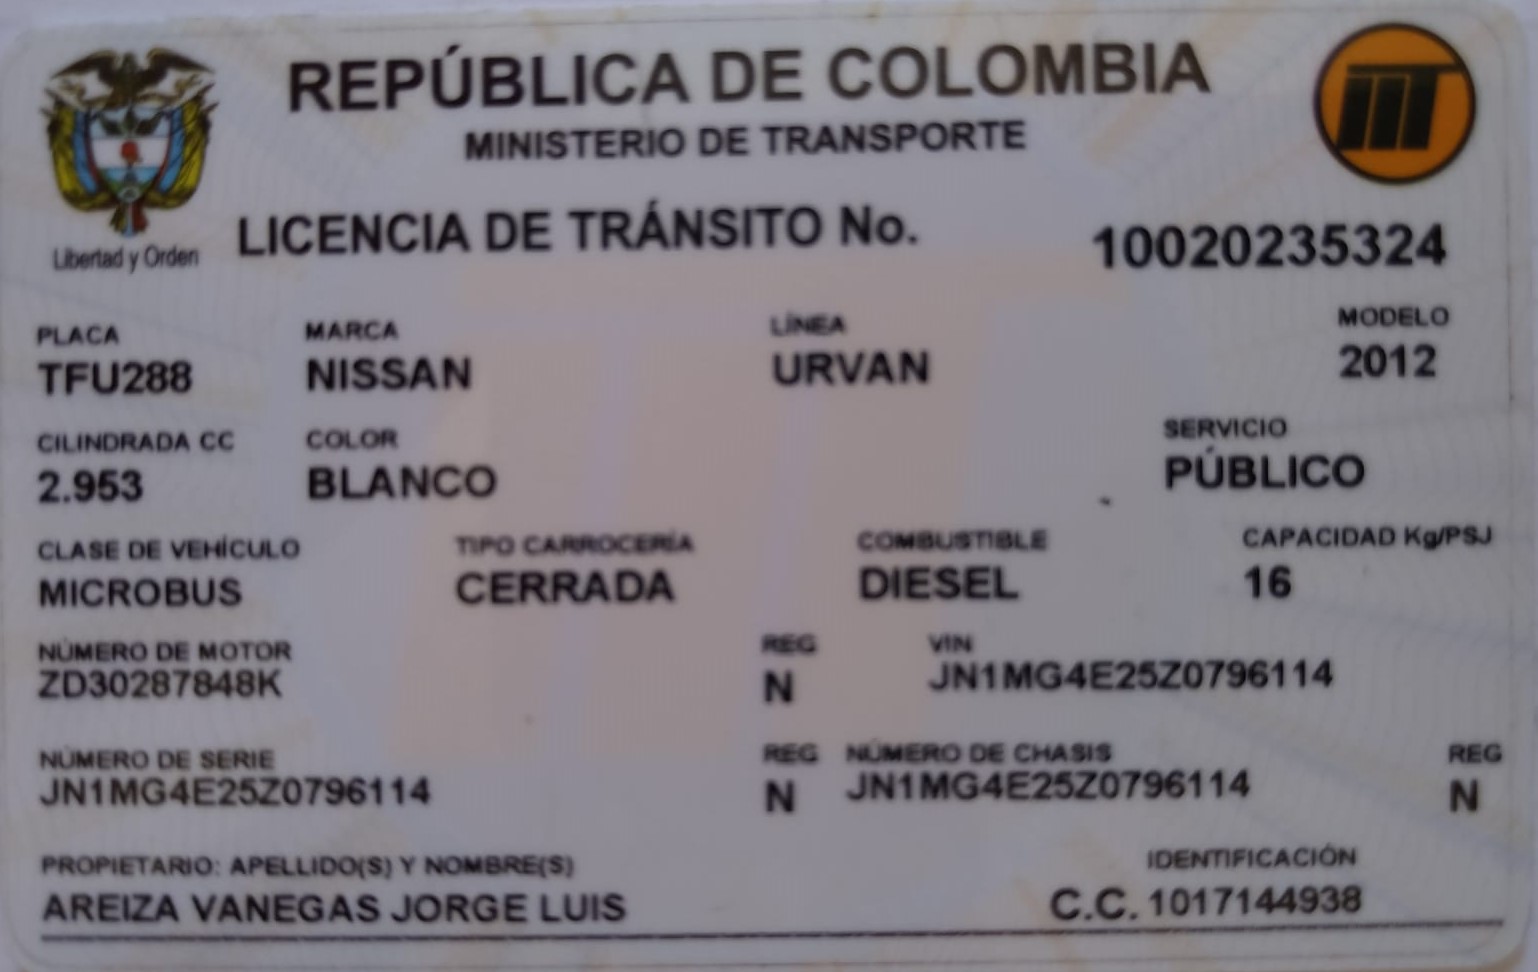 REPÚBLICA DE COLOMBIA
MINISTERIO DE TRANSPORTE
Libertad y Orden
LICENCIA DE TRÁNSITO No. 10020235324
PLACA MARCA LÍNEA MODELO
TFU288 NISSAN URVAN 2012
CILINDRADA CC COLOR SERVICIO
2.953 BLANCO PÚBLICO
CLASE DE VEHÍCULO TIPO CARROCERÍA COMBUSTIBLE CAPACIDAD Kg/PSJ
MICROBUS CERRADA DIESEL 16
NÚMERO DE MOTOR REG VIN
ZD30287848K N JN1MG4E25Z0796114
NÚMERO DE SERIE REG NÚMERO DE CHASIS REG
JN1MG4E25Z0796114 N JN1MG4E25Z0796114 N
PROPIETARIO: APELLIDO(S) Y NOMBRE(S) IDENTIFICACIÓN
AREIZA VANEGAS JORGE LUIS C.C. 1017144938